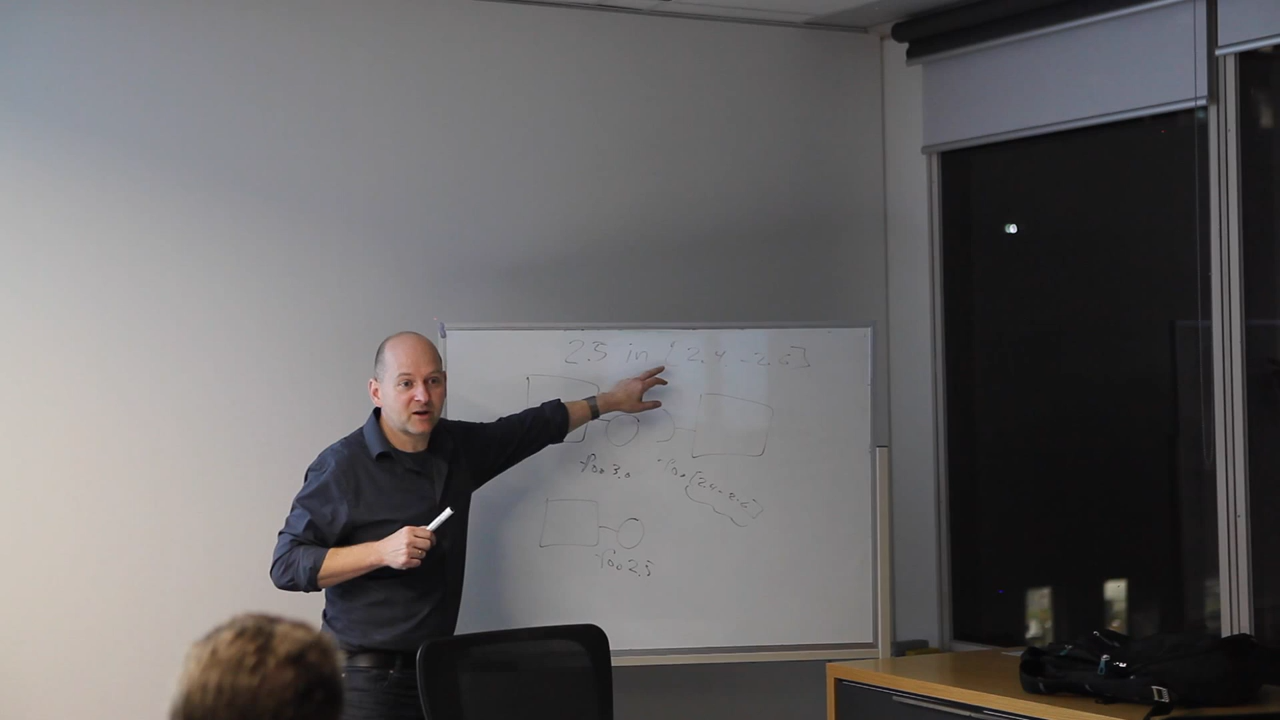 2.5 in [2.4 - 2.6]
foo 3.0
foo [2.4 - 2.6]
foo 2.5